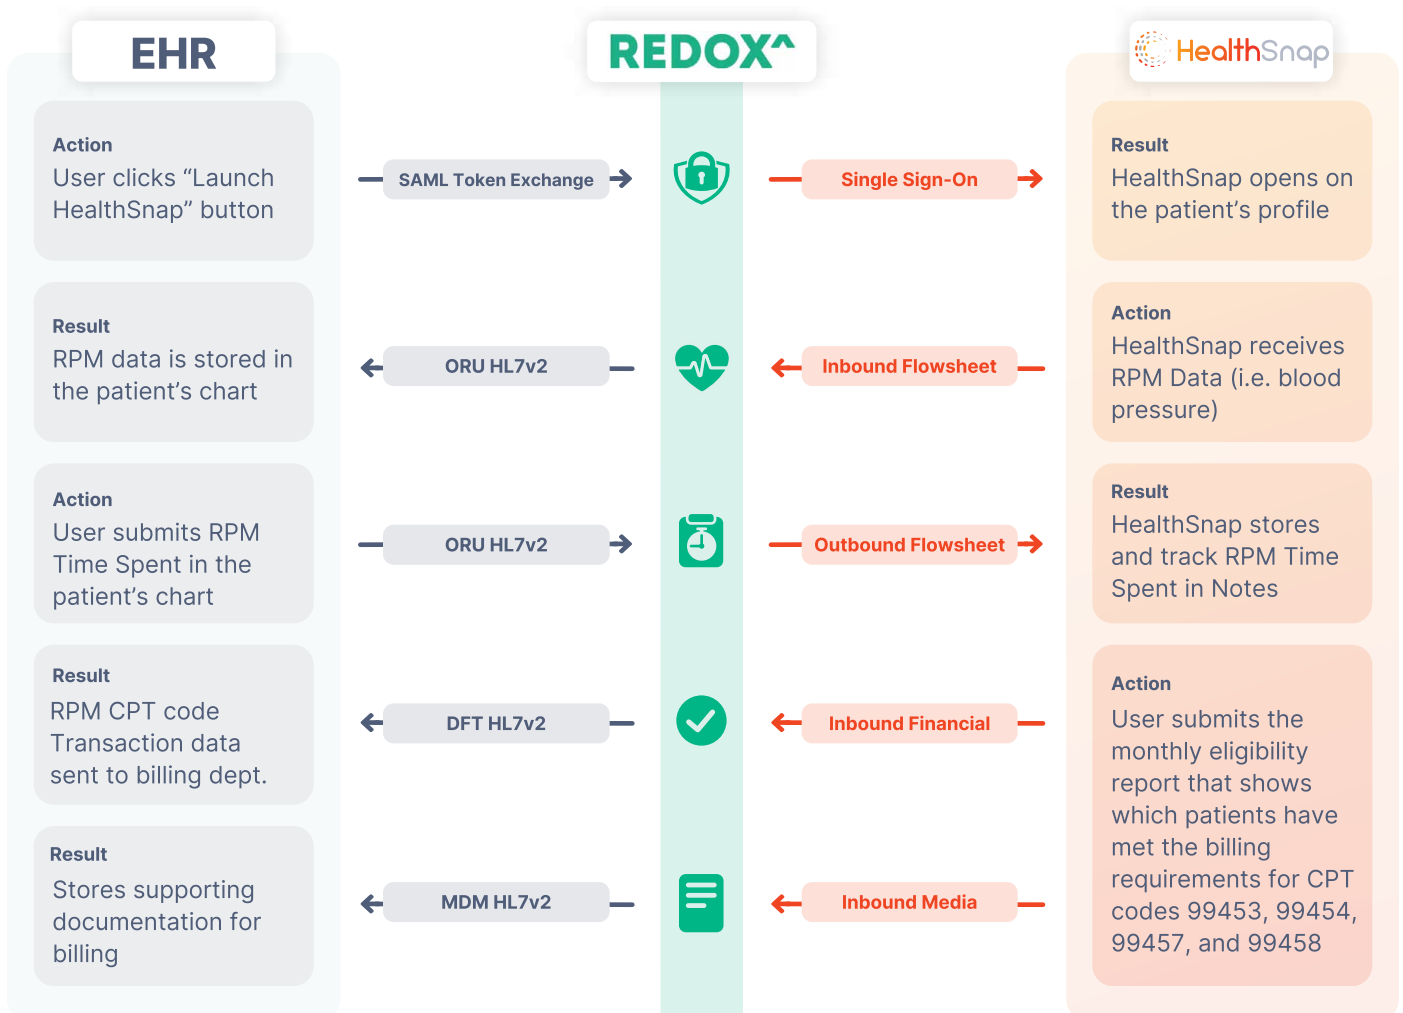 EHR
REDOX^
HealthSnap
Action
User clicks “Launch
HealthSnap” button
SAML Token Exchange
Single Sign-On
Result
HealthSnap opens on
the patient’s profile
Result
RPM data is stored in
the patient’s chart
ORU HL7v2
Inbound Flowsheet
Action
HealthSnap receives
RPM Data (i.e. blood
pressure)
Action
User submits RPM
Time Spent in the
patient’s chart
ORU HL7v2
Outbound Flowsheet
Result
HealthSnap stores
and track RPM Time
Spent in Notes
Result
RPM CPT code
Transaction data
sent to billing dept.
DFT HL7v2
Inbound Financial
Action
User submits the
monthly eligibility
report that shows
which patients have
met the billing
requirements for CPT
codes 99453, 99454,
99457, and 99458
Result
Stores supporting
documentation for
billing
MDM HL7v2
Inbound Media